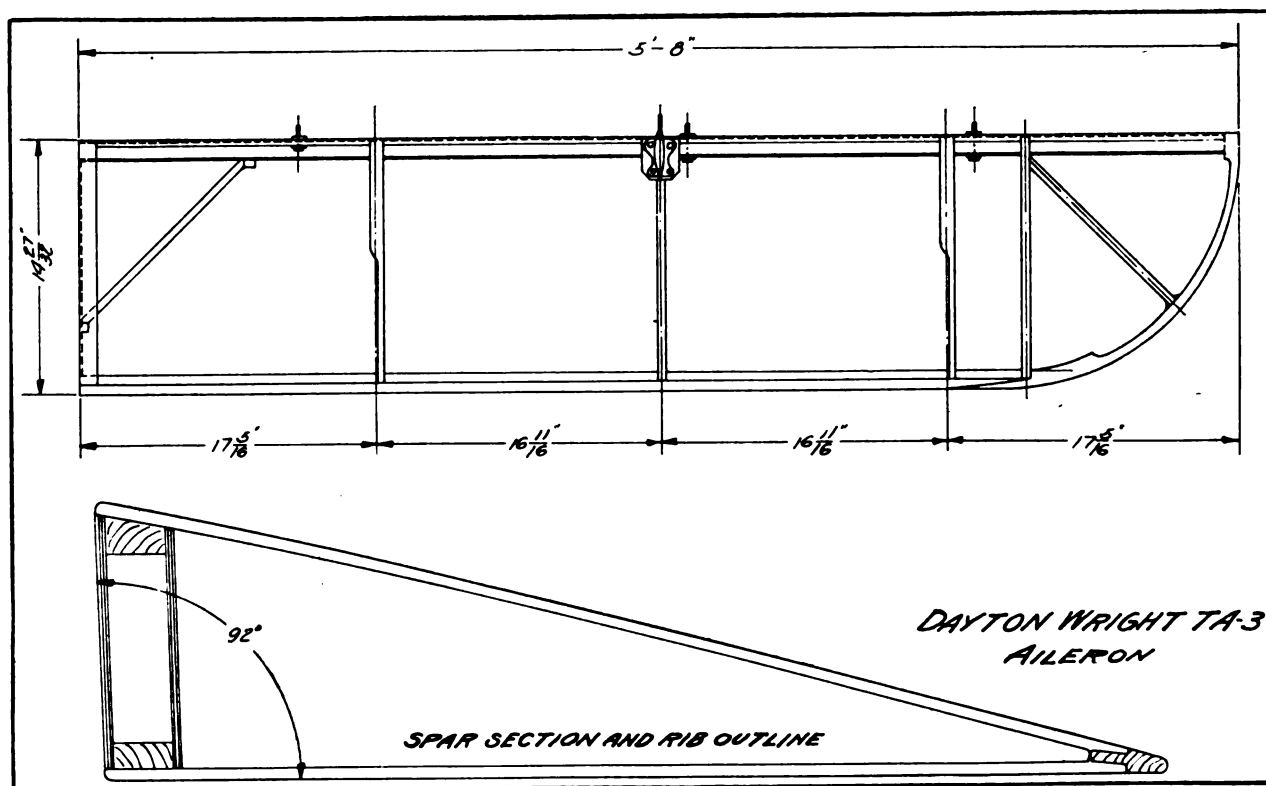 5'-8"
14 27/32"
17 5/16"
16 11/16"
16 11/16"
17 5/16"
92°
DAYTON WRIGHT TA-3
AILERON
SPAR SECTION AND RIB OUTLINE